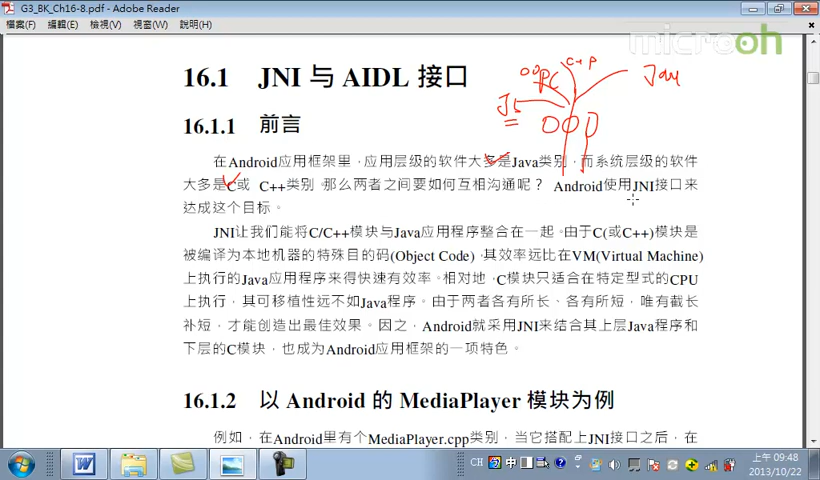 G3_BK_Ch16-8.pdf - Adobe Reader
檔案(F) 編輯(E) 檢視(V) 視窗(W) 說明(H)
microoh
16.1 JNI 与 AIDL 接口
C++ P
OOPC
Java
JS
OOP
16.1.1 前言
在Android应用框架里，应用层级的软件大多是Java类别，而系统层级的软件
大多是C或 C++类别 那么两者之间要如何互相沟通呢？ Android使用JNI接口来
达成这个目标。
JNI让我们能将C/C++模块与Java应用程序整合在一起。由于C(或C++)模块是
被编译为本地机器的特殊目的码(Object Code)，其效率远比在VM(Virtual Machine)
上执行的Java应用程序来得快速有效率。相对地，C模块只适合在特定型式的CPU
上执行，其可移植性远不如Java程序。由于两者各有所长、各有所短，唯有截长
补短，才能创造出最佳效果。因之，Android就采用JNI来结合其上层Java程序和
下层的C模块，也成为Android应用框架的一项特色。
16.1.2 以 Android 的 MediaPlayer 模块为例
例如，在Android里有个MediaPlayer.cpp类别，当它搭配上JNI接口之后，在
CH 中
上午 09:48
2013/10/22